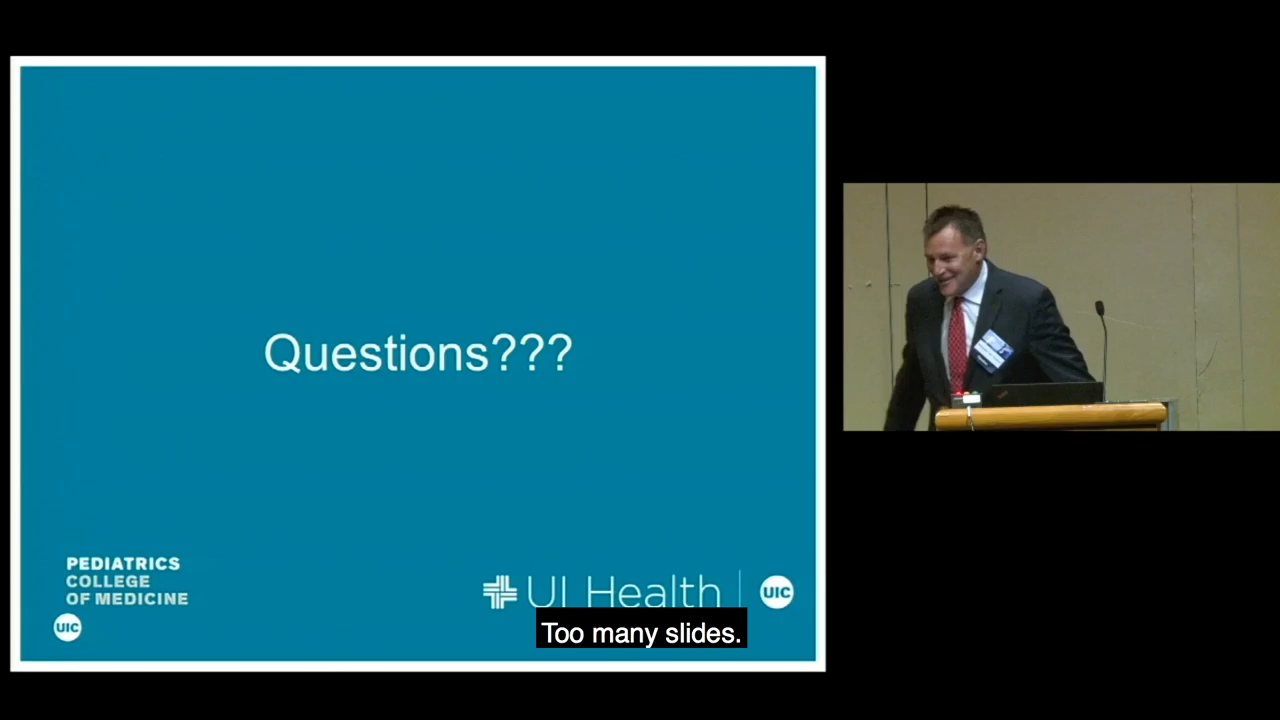 Questions???
PEDIATRICS
COLLEGE
OF MEDICINE
UIC
UI Health
UIC
Too many slides.